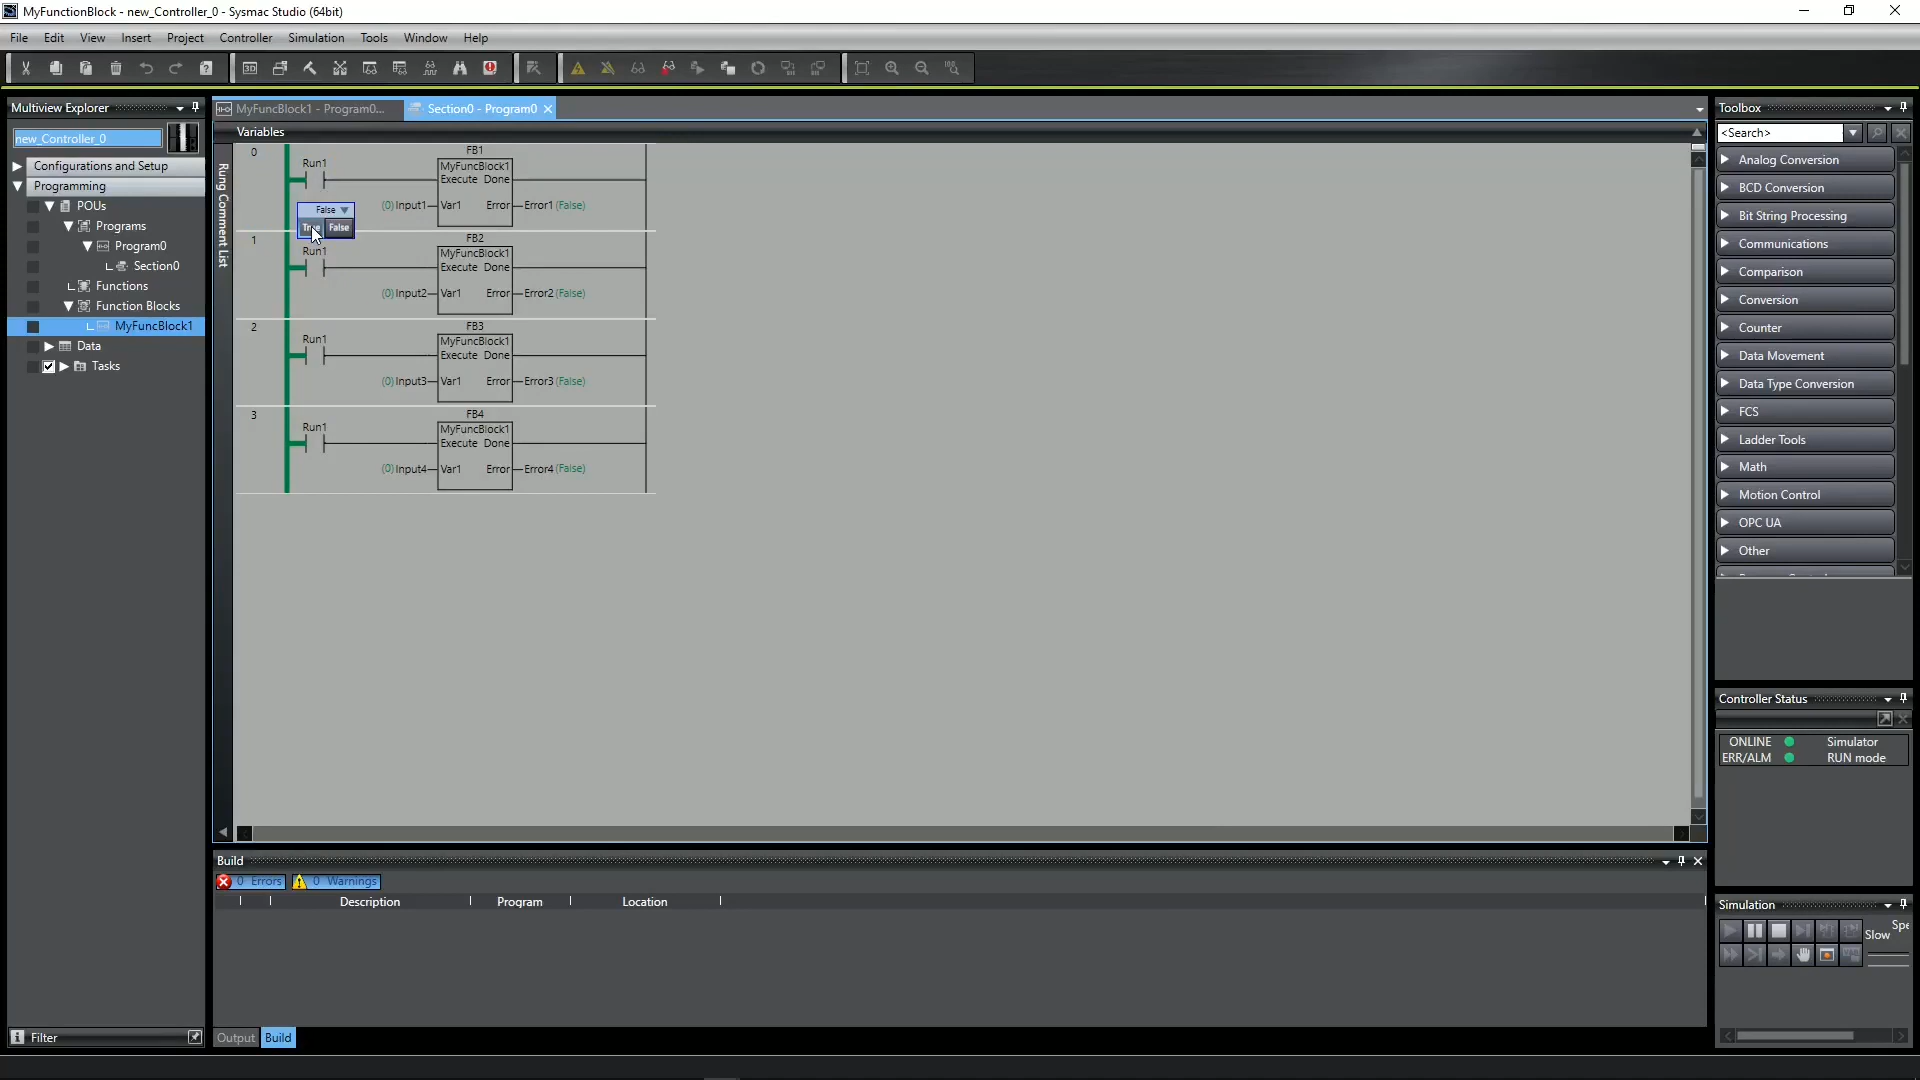 MyFunctionBlock - new_Controller_0 - Sysmac Studio (64bit)
File Edit View Insert Project Controller Simulation Tools Window Help
Multiview Explorer
new_Controller_0
Configurations and Setup
Programming
POUs
Programs
Program0
Section0
Functions
Function Blocks
MyFuncBlock1
Data
Tasks
Filter
MyFuncBlock1 - Program0...
Section0 - Program0
Variables
Rung Comment List
0
Run1
FB1
MyFuncBlock1
Execute Done
(0) Input1 Var1 Error Error1 (False)
False
True False
1
Run1
FB2
MyFuncBlock1
Execute Done
(0) Input2 Var1 Error Error2 (False)
2
Run1
FB3
MyFuncBlock1
Execute Done
(0) Input3 Var1 Error Error3 (False)
3
Run1
FB4
MyFuncBlock1
Execute Done
(0) Input4 Var1 Error Error4 (False)
Build
0 Errors 0 Warnings
Description Program Location
Output Build
Toolbox
<Search>
Analog Conversion
BCD Conversion
Bit String Processing
Communications
Comparison
Conversion
Counter
Data Movement
Data Type Conversion
FCS
Ladder Tools
Math
Motion Control
OPC UA
Other
Controller Status
ONLINE Simulator
ERR/ALM RUN mode
Simulation
Spe
Slow